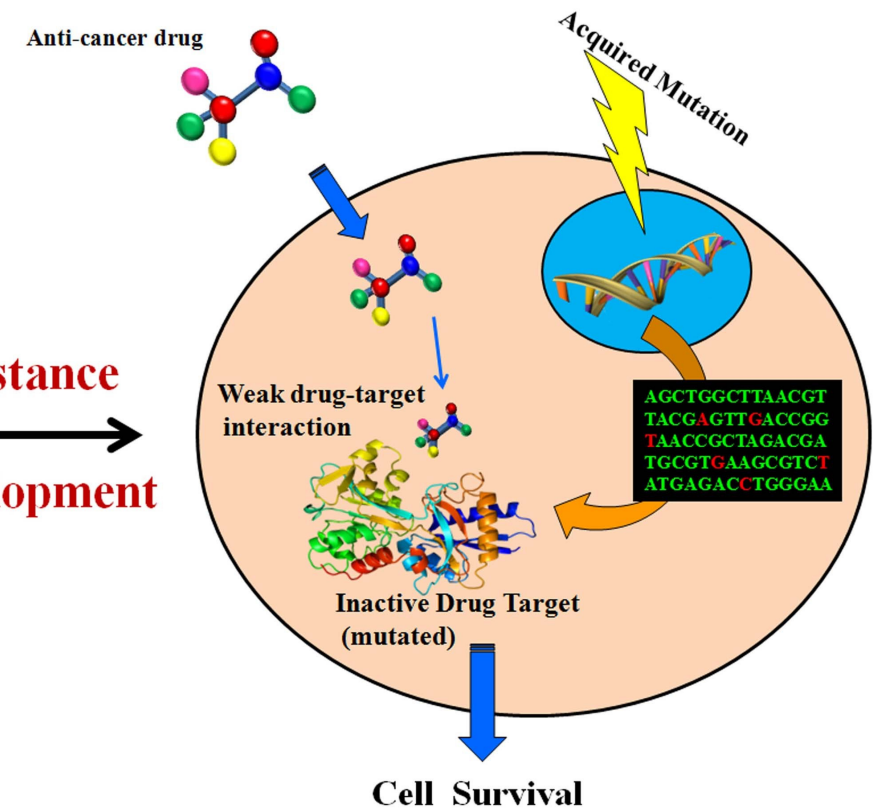 Anti-cancer drug
Acquired Mutation
stance
lopment
Weak drug-target
interaction
AGCTGGCTTAACGT
TACGAGTTGACCGG
TAACCGCTAGACGA
TGCGTGAAGCGTCT
ATGAGACCTGGGAA
Inactive Drug Target
(mutated)
Cell Survival